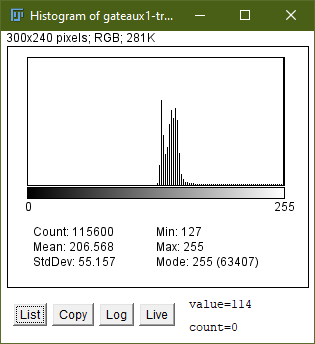 Histogram of gateaux1-tr...
300x240 pixels; RGB; 281K
0 255
Count: 115600 Min: 127
Mean: 206.568 Max: 255
StdDev: 55.157 Mode: 255 (63407)
List Copy Log Live value=114
count=0